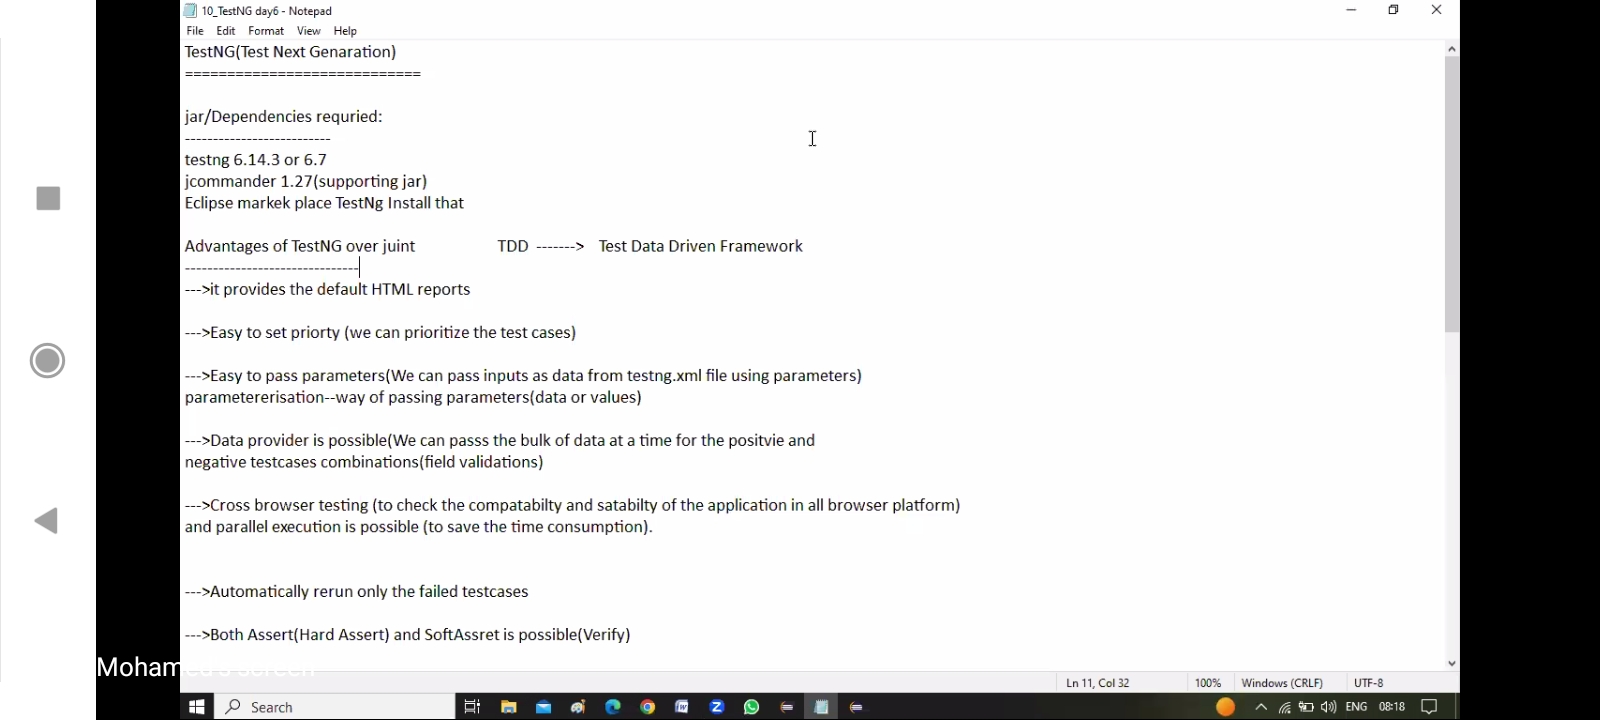 10_TestNG day6 - Notepad
File Edit Format View Help
TestNG(Test Next Genaration)
============================
jar/Dependencies requried:
--------------------------
testng 6.14.3 or 6.7
jcommander 1.27(supporting jar)
Eclipse markek place TestNg Install that
Advantages of TestNG over juint TDD -------> Test Data Driven Framework
-------------------------------
--->it provides the default HTML reports
--->Easy to set priorty (we can prioritize the test cases)
--->Easy to pass parameters(We can pass inputs as data from testng.xml file using parameters)
parametererisation--way of passing parameters(data or values)
--->Data provider is possible(We can passs the bulk of data at a time for the positvie and
negative testcases combinations(field validations)
--->Cross browser testing (to check the compatabilty and satabilty of the application in all browser platform)
and parallel execution is possible (to save the time consumption).
--->Automatically rerun only the failed testcases
--->Both Assert(Hard Assert) and SoftAssret is possible(Verify)
Mohamed's screen
Ln 11, Col 32 100% Windows (CRLF) UTF-8
Search ENG 08:18